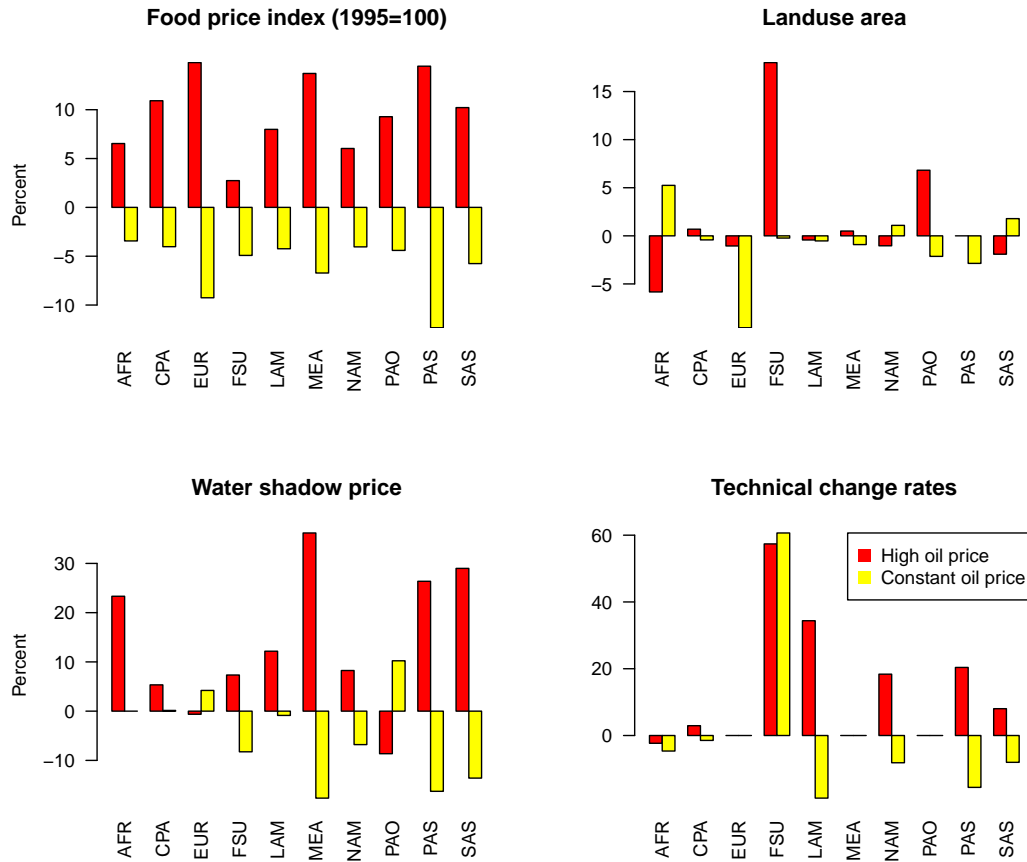 Food price index (1995=100)
Percent
10
5
0
−5
−10
AFR
CPA
EUR
FSU
LAM
MEA
NAM
PAO
PAS
SAS
Landuse area
15
10
5
0
−5
AFR
CPA
EUR
FSU
LAM
MEA
NAM
PAO
PAS
SAS
Water shadow price
Percent
30
20
10
0
−10
AFR
CPA
EUR
FSU
LAM
MEA
NAM
PAO
PAS
SAS
Technical change rates
60
40
20
0
High oil price
Constant oil price
AFR
CPA
EUR
FSU
LAM
MEA
NAM
PAO
PAS
SAS